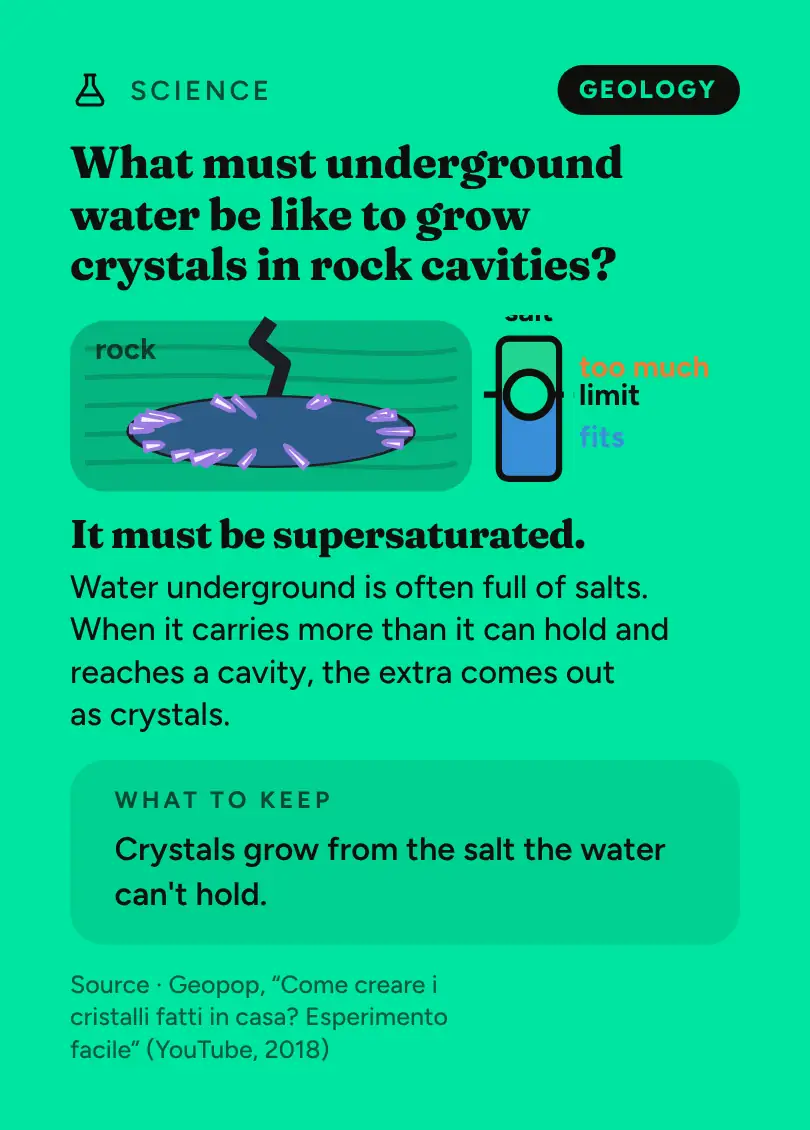 SCIENCE
GEOLOGY
What must underground
water be like to grow
crystals in rock cavities?
rock
salt
too much
limit
fits
It must be supersaturated.
Water underground is often full of salts.
When it carries more than it can hold and
reaches a cavity, the extra comes out
as crystals.
WHAT TO KEEP
Crystals grow from the salt the water
can't hold.
Source · Geopop, “Come creare i
cristalli fatti in casa? Esperimento
facile” (YouTube, 2018)